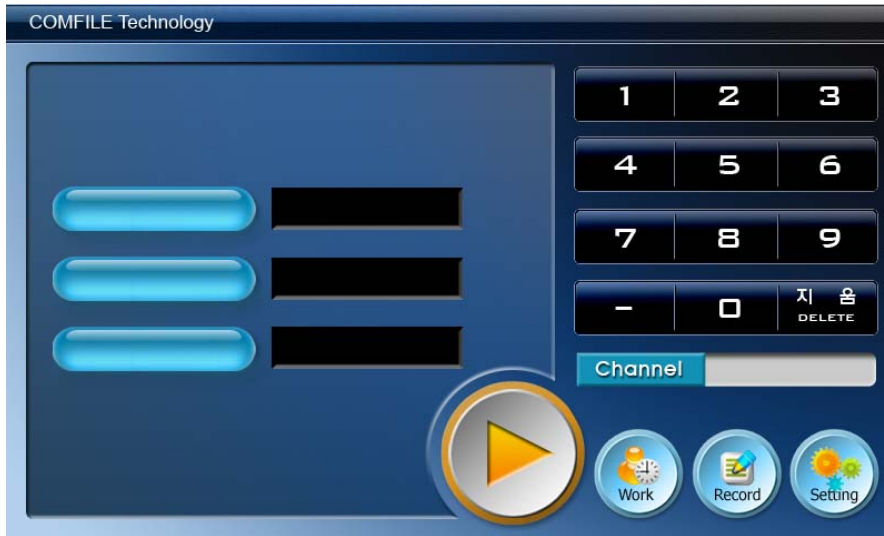 COMFILE Technology
1 2 3
4 5 6
7 8 9
- 0 지 움
DELETE
Channel
Work Record Setting